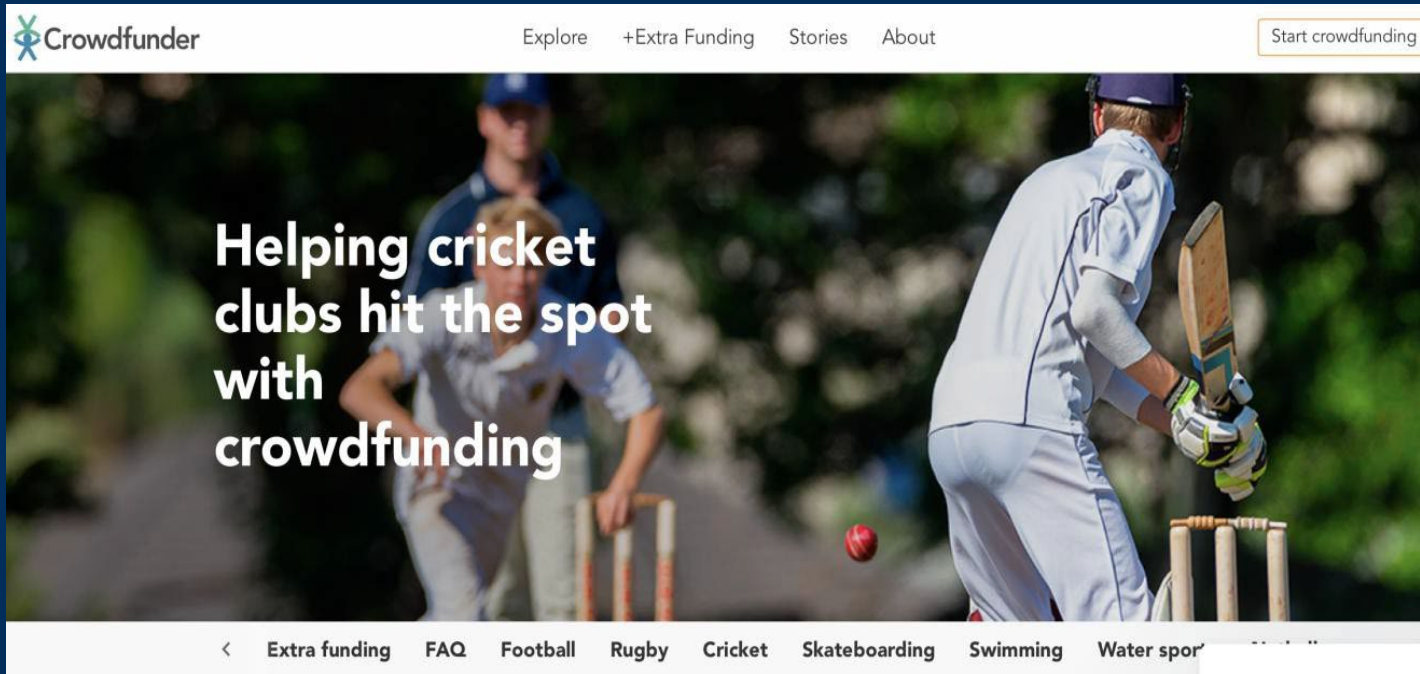 Crowdfunder
Explore +Extra Funding Stories About
Start crowdfunding
Helping cricket
clubs hit the spot
with
crowdfunding
< Extra funding FAQ Football Rugby Cricket Skateboarding Swimming Water